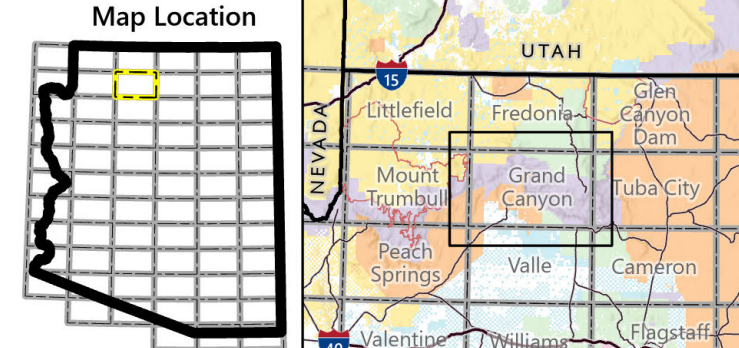 Map Location
UTAH
15
NEVADA
Littlefield
Fredonia
Glen
Canyon
Dam
Mount
Trumbull
Grand
Canyon
Tuba City
Peach
Springs
Valle
Cameron
40
Valentine
Williams
Flagstaff